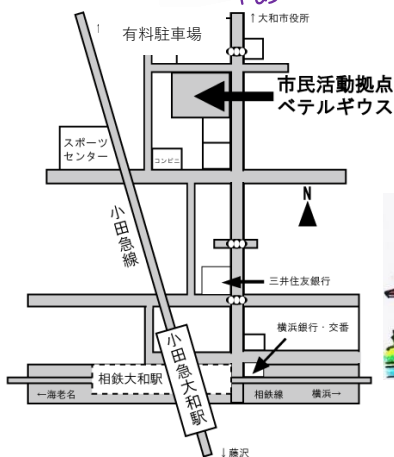 ↑大和市役所
有料駐車場
市民活動拠点
ベテルギウス
スポーツ
センター
コンビニ
N
小田急線
三井住友銀行
横浜銀行・交番
小田急大和駅
相鉄大和駅
←海老名
相鉄線
横浜→
↓藤沢